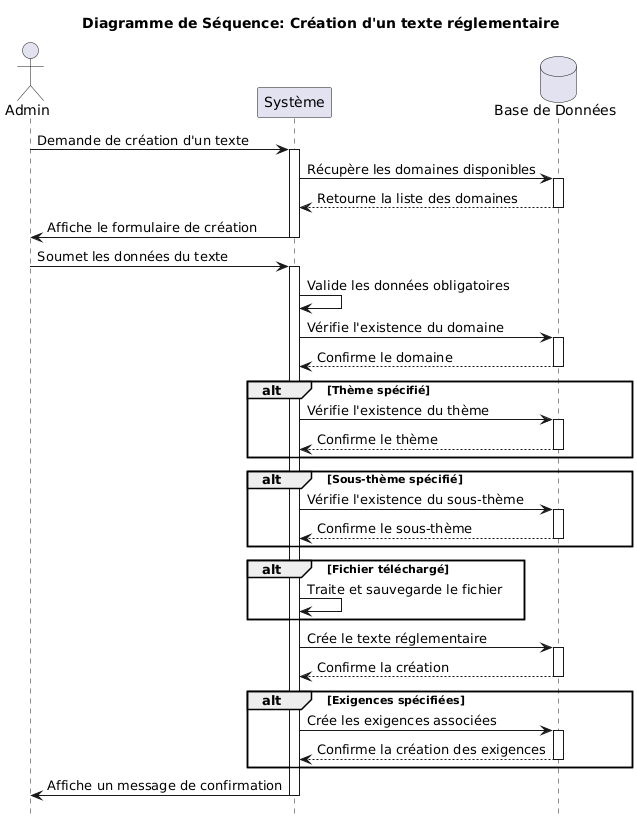 Diagramme de Séquence: Création d'un texte réglementaire
Admin
Système
Base de Données
Demande de création d'un texte
Récupère les domaines disponibles
Retourne la liste des domaines
Affiche le formulaire de création
Soumet les données du texte
Valide les données obligatoires
Vérifie l'existence du domaine
Confirme le domaine
alt [Thème spécifié]
Vérifie l'existence du thème
Confirme le thème
alt [Sous-thème spécifié]
Vérifie l'existence du sous-thème
Confirme le sous-thème
alt [Fichier téléchargé]
Traite et sauvegarde le fichier
Crée le texte réglementaire
Confirme la création
alt [Exigences spécifiées]
Crée les exigences associées
Confirme la création des exigences
Affiche un message de confirmation